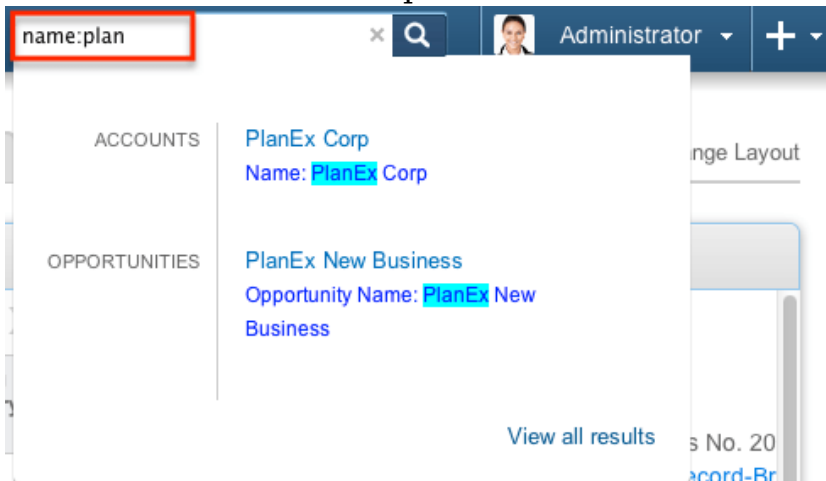 name:plan × Administrator
ACCOUNTS PlanEx Corp
nge Layout
Name: PlanEx Corp
OPPORTUNITIES PlanEx New Business
Opportunity Name: PlanEx New
Business
View all results
s No. 20
ecord-Br